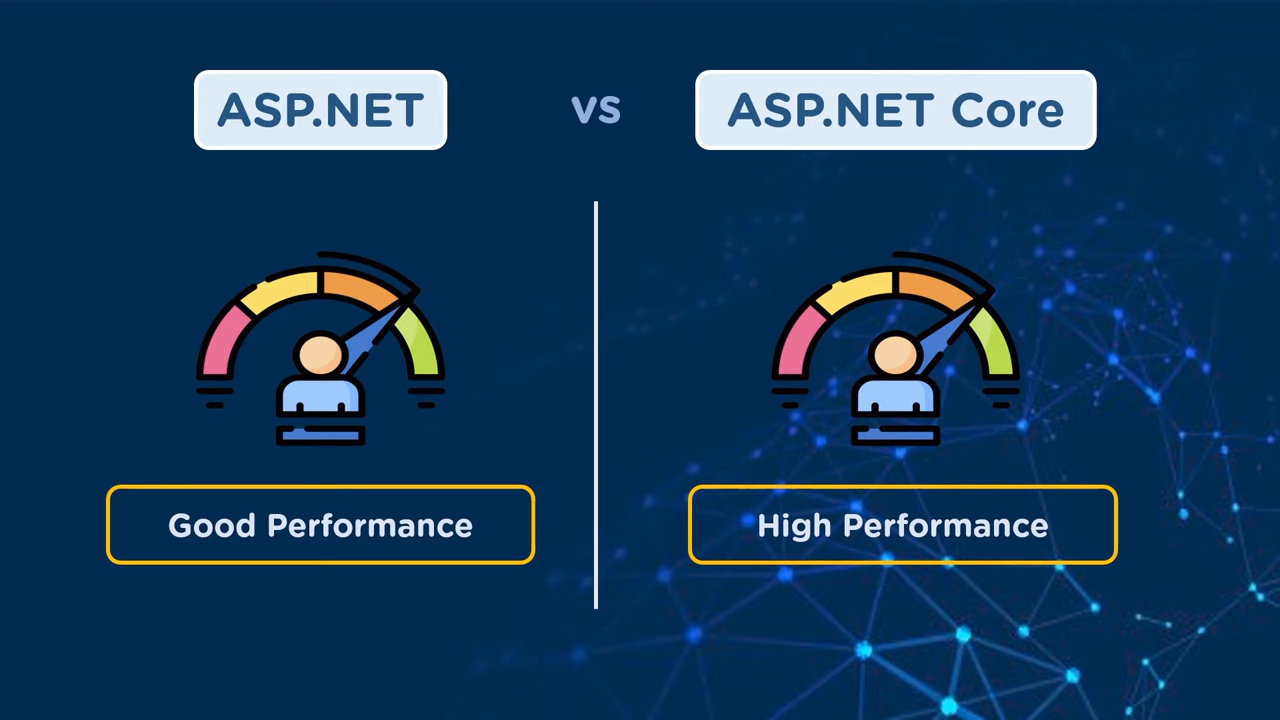 ASP.NET
VS
ASP.NET Core
Good Performance
High Performance